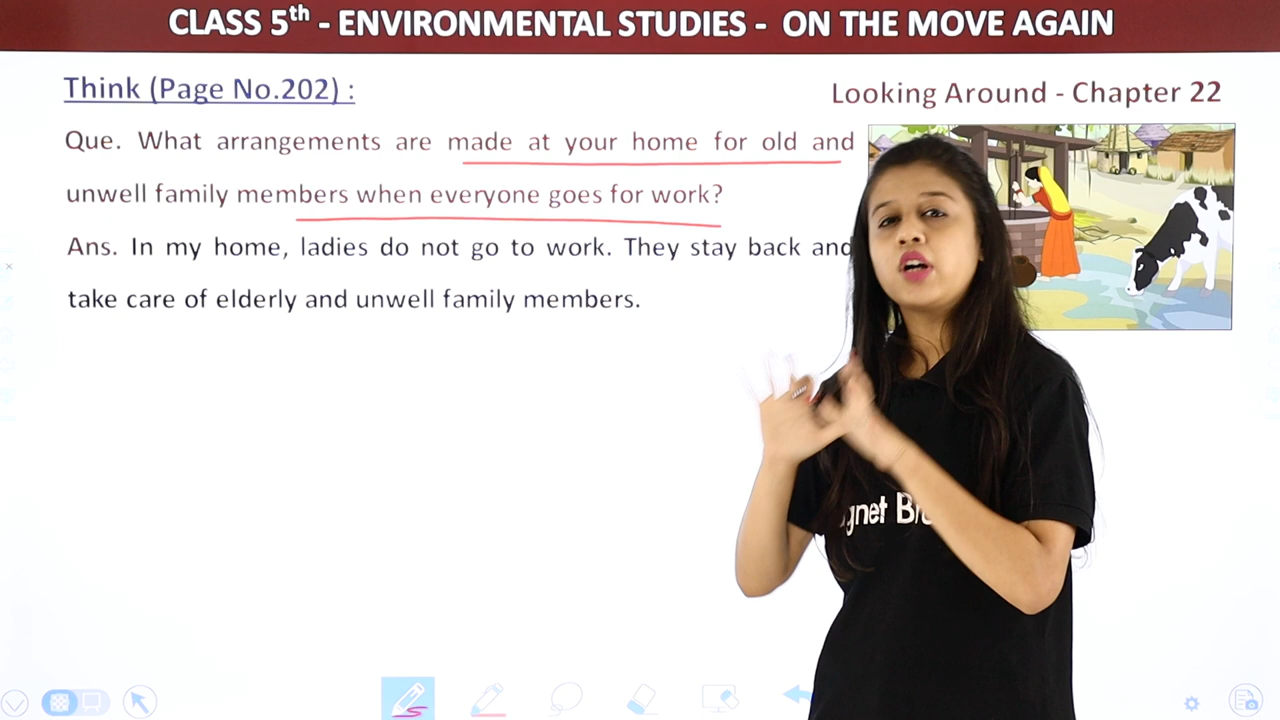 CLASS 5th - ENVIRONMENTAL STUDIES - ON THE MOVE AGAIN
Think (Page No.202) :
Looking Around - Chapter 22
Que. What arrangements are made at your home for old and
unwell family members when everyone goes for work?
Ans. In my home, ladies do not go to work. They stay back and
take care of elderly and unwell family members.